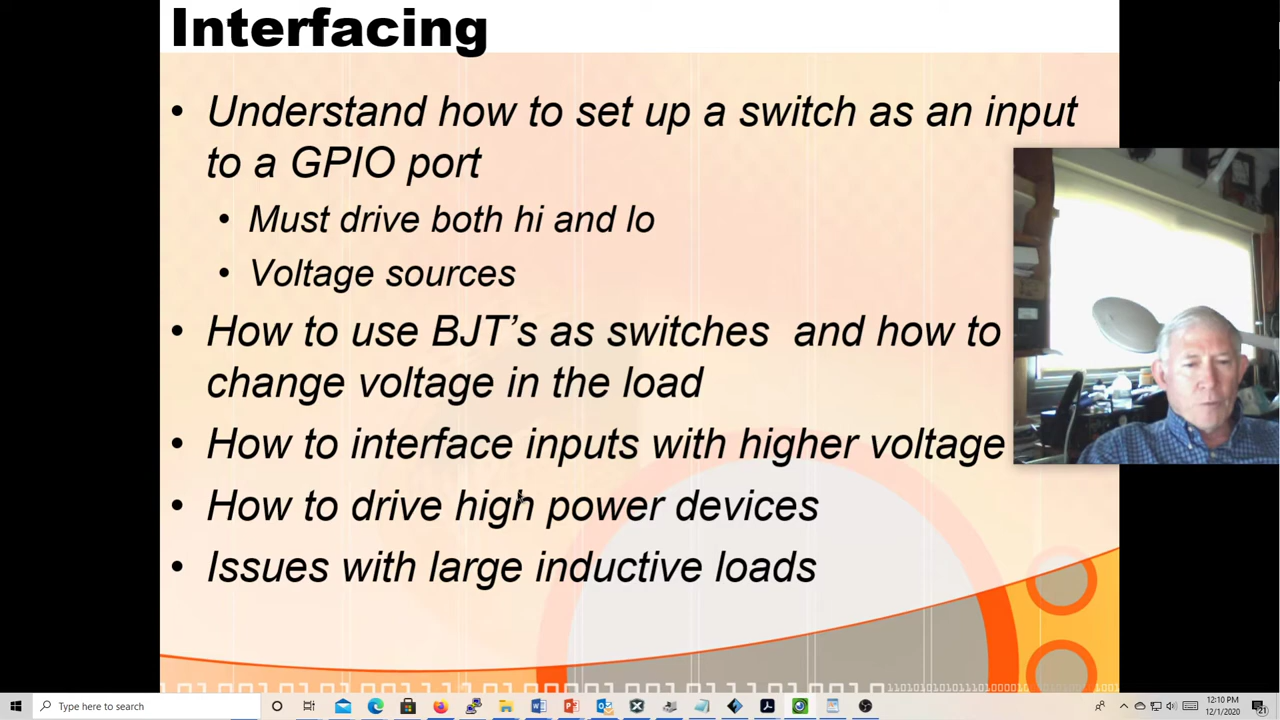 Interfacing
• Understand how to set up a switch as an input
to a GPIO port
• Must drive both hi and lo
• Voltage sources
• How to use BJT's as switches  and how to
change voltage in the load
• How to interface inputs with higher voltage
• How to drive high power devices
• Issues with large inductive loads
Type here to search
12:10 PM
12/1/2020